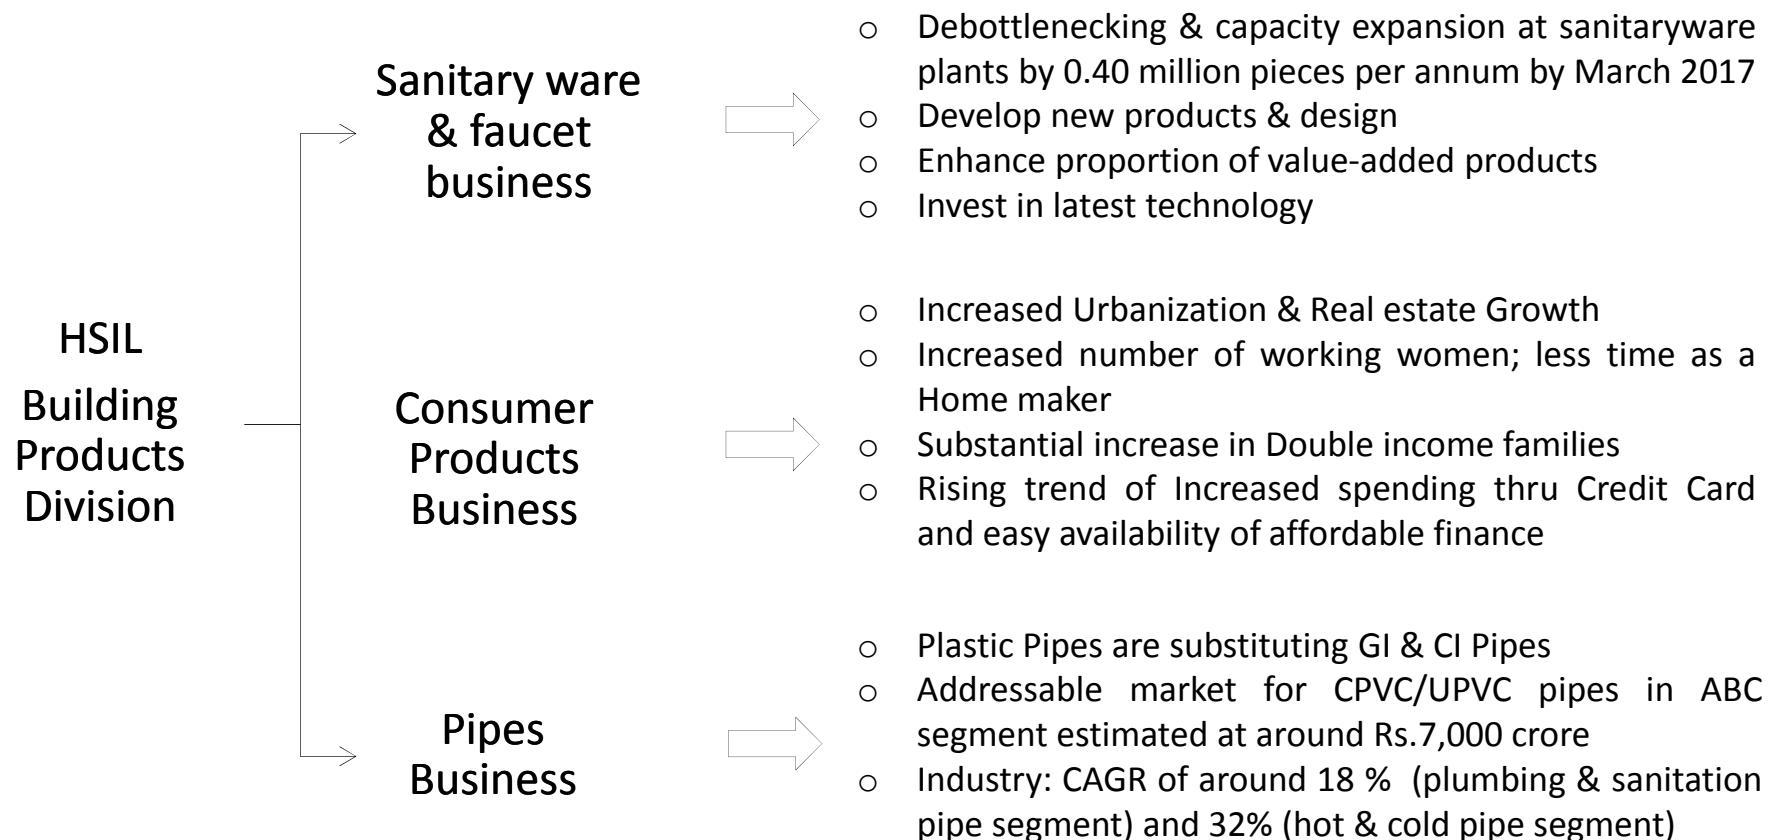 HSIL
Building
Products
Division
Sanitary ware
& faucet
business
o Debottlenecking & capacity expansion at sanitaryware
plants by 0.40 million pieces per annum by March 2017
o Develop new products & design
o Enhance proportion of value-added products
o Invest in latest technology
Consumer
Products
Business
o Increased Urbanization & Real estate Growth
o Increased number of working women; less time as a
Home maker
o Substantial increase in Double income families
o Rising trend of Increased spending thru Credit Card
and easy availability of affordable finance
Pipes
Business
o Plastic Pipes are substituting GI & CI Pipes
o Addressable market for CPVC/UPVC pipes in ABC
segment estimated at around Rs.7,000 crore
o Industry: CAGR of around 18 % (plumbing & sanitation
pipe segment) and 32% (hot & cold pipe segment)